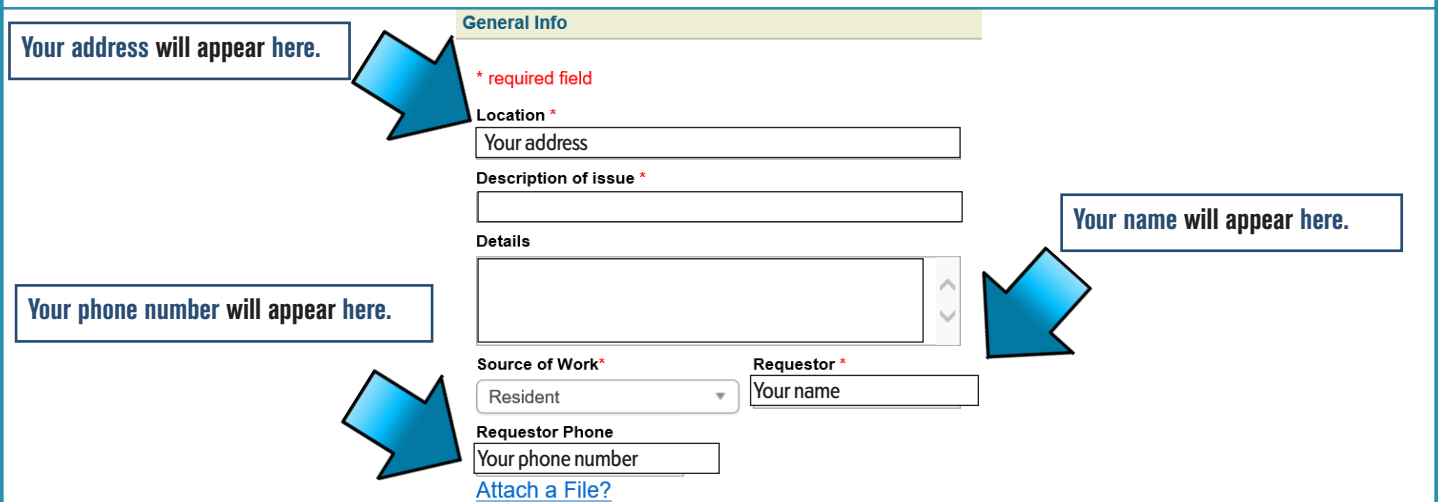 General Info
Your address will appear here.
* required field
Location *
Your address
Description of issue *
Your name will appear here.
Details
Your phone number will appear here.
Source of Work*
Requestor *
Resident
Your name
Requestor Phone
Your phone number
Attach a File?